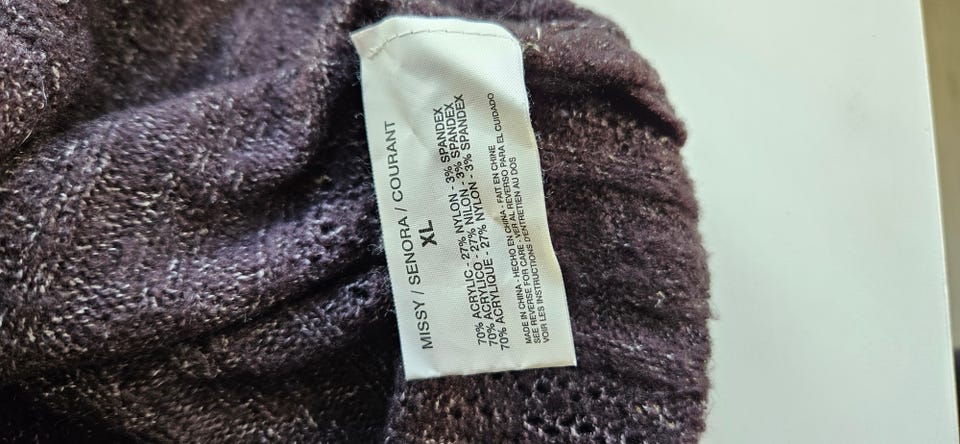 MISSY / SENORA / COURANT
XL
70% ACRYLIC - 27% NYLON - 3% SPANDEX
70% ACRYLICO - 27% NILON - 3% SPANDEX
70% ACRYLIQUE - 27% NYLON - 3% SPANDEX
MADE IN CHINA - HECHO EN CHINA - FAIT EN CHINE
SEE REVERSE FOR CARE - VER AL REVERSO PARA EL CUIDADO
VOIR LES INSTRUCTIONS D'ENTRETIEN AU DOS